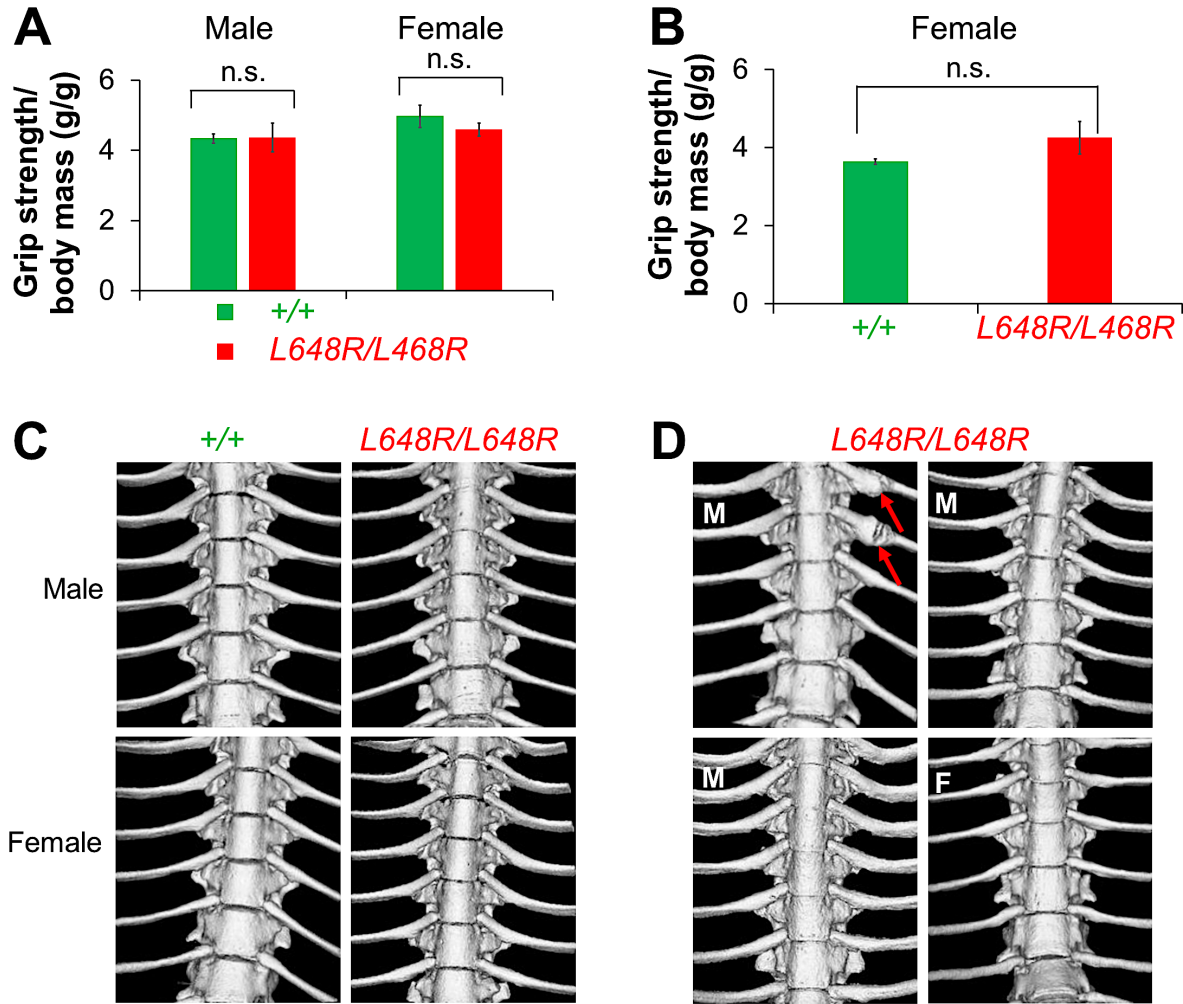 A
Male
Female
n.s.
n.s.
Grip strength/
body mass (g/g)
6
4
2
0
+/+
L648R/L468R
B
Female
n.s.
Grip strength/
body mass (g/g)
6
4
2
0
+/+
L648R/L468R
C
+/+
L648R/L648R
Male
Female
D
L648R/L648R
M
M
M
F